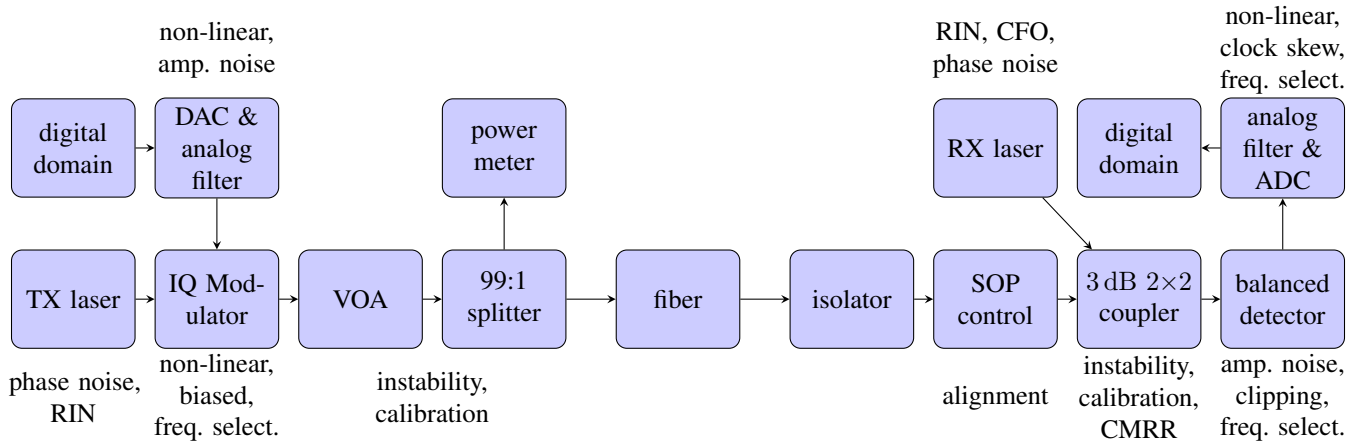 non-linear,
amp. noise
RIN, CFO,
phase noise
non-linear,
clock skew,
freq. select.
digital
domain
DAC &
analog
filter
power
meter
RX laser
digital
domain
analog
filter &
ADC
TX laser
IQ Mod-
ulator
VOA
99:1
splitter
fiber
isolator
SOP
control
3 dB 2×2
coupler
balanced
detector
phase noise,
RIN
non-linear,
biased,
freq. select.
instability,
calibration
alignment
instability,
calibration,
CMRR
amp. noise,
clipping,
freq. select.